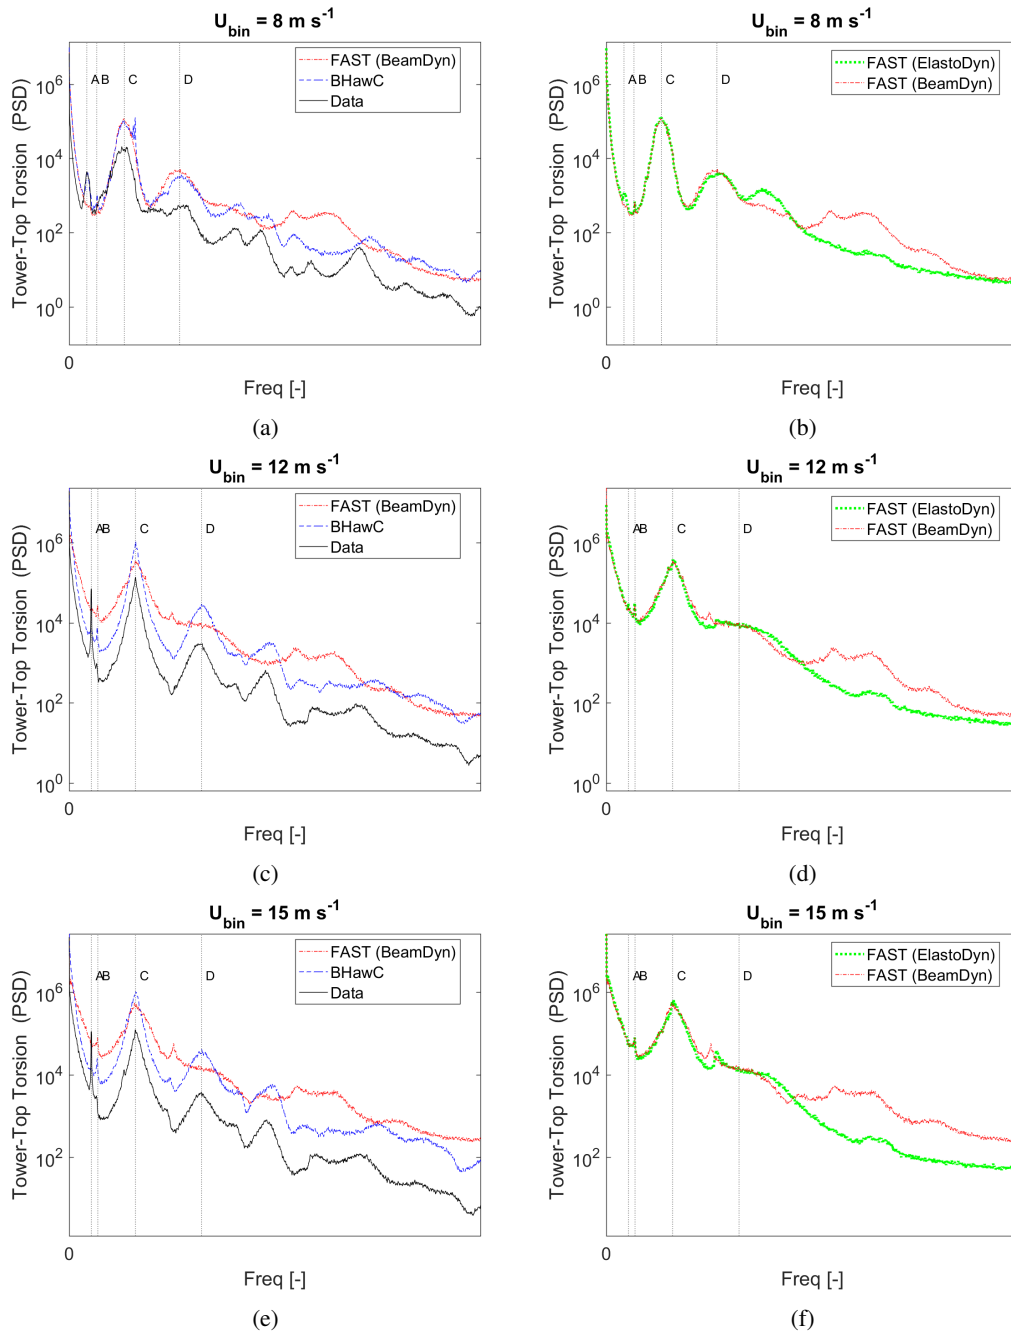 U_bin = 8 m s^-1
Tower-Top Torsion (PSD)
10^6
10^4
10^2
10^0
A B C D
FAST (BeamDyn)
BHawC
Data
0
Freq [-]
(a)
U_bin = 8 m s^-1
Tower-Top Torsion (PSD)
10^6
10^4
10^2
10^0
A B C D
FAST (ElastoDyn)
FAST (BeamDyn)
0
Freq [-]
(b)
U_bin = 12 m s^-1
Tower-Top Torsion (PSD)
10^6
10^4
10^2
10^0
A B C D
FAST (BeamDyn)
BHawC
Data
0
Freq [-]
(c)
U_bin = 12 m s^-1
Tower-Top Torsion (PSD)
10^6
10^4
10^2
10^0
A B C D
FAST (ElastoDyn)
FAST (BeamDyn)
0
Freq [-]
(d)
U_bin = 15 m s^-1
Tower-Top Torsion (PSD)
10^6
10^4
10^2
A B C D
FAST (BeamDyn)
BHawC
Data
0
Freq [-]
(e)
U_bin = 15 m s^-1
Tower-Top Torsion (PSD)
10^6
10^4
10^2
A B C D
FAST (ElastoDyn)
FAST (BeamDyn)
0
Freq [-]
(f)